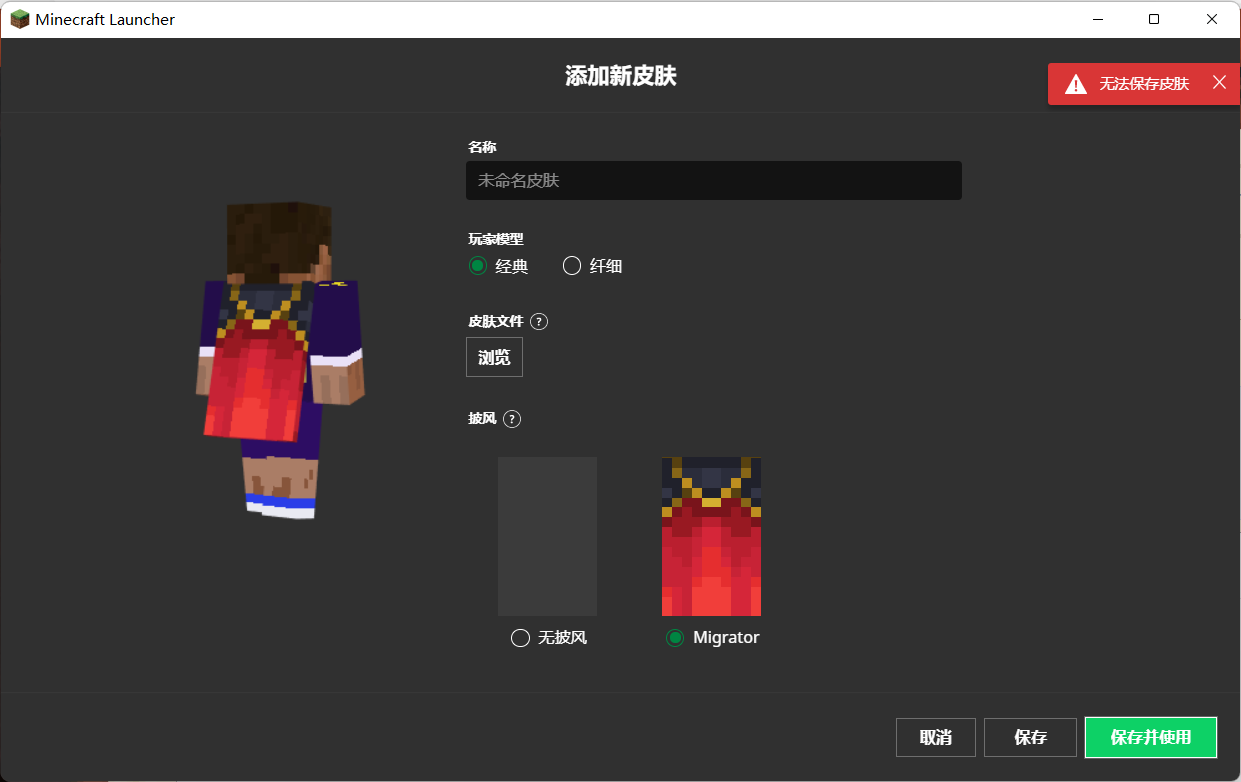 Minecraft Launcher
添加新皮肤
无法保存皮肤
名称
未命名皮肤
玩家模型
经典 纤细
皮肤文件 ?
浏览
披风 ?
无披风 Migrator
取消 保存 保存并使用